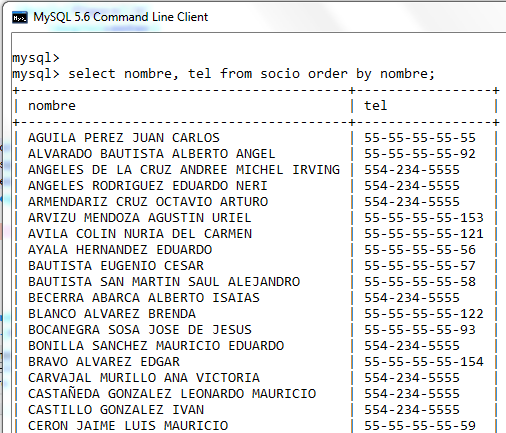 MySQL 5.6 Command Line Client
mysql>
mysql> select nombre, tel from socio order by nombre;
+-----------------------------------------+-----------------+
| nombre | tel |
+-----------------------------------------+-----------------+
| AGUILA PEREZ JUAN CARLOS | 55-55-55-55-55 |
| ALVARADO BAUTISTA ALBERTO ANGEL | 55-55-55-55-92 |
| ANGELES DE LA CRUZ ANDREE MICHEL IRVING | 554-234-5555 |
| ANGELES RODRIGUEZ EDUARDO NERI | 554-234-5555 |
| ARMENDARIZ CRUZ OCTAVIO ARTURO | 554-234-5555 |
| ARVIZU MENDOZA AGUSTIN URIEL | 55-55-55-55-153 |
| AVILA COLIN NURIA DEL CARMEN | 55-55-55-55-121 |
| AYALA HERNANDEZ EDUARDO | 55-55-55-55-56 |
| BAUTISTA EUGENIO CESAR | 55-55-55-55-57 |
| BAUTISTA SAN MARTIN SAUL ALEJANDRO | 55-55-55-55-58 |
| BECERRA ABARCA ALBERTO ISAIAS | 554-234-5555 |
| BLANCO ALVAREZ BRENDA | 55-55-55-55-122 |
| BOCANEGRA SOSA JOSE DE JESUS | 55-55-55-55-93 |
| BONILLA SANCHEZ MAURICIO EDUARDO | 554-234-5555 |
| BRAVO ALVAREZ EDGAR | 55-55-55-55-154 |
| CARVAJAL MURILLO ANA VICTORIA | 554-234-5555 |
| CASTAÑEDA GONZALEZ LEONARDO MAURICIO | 554-234-5555 |
| CASTILLO GONZALEZ IVAN | 554-234-5555 |
| CERON JAIME LUIS MAURICIO | 55-55-55-55-59 |